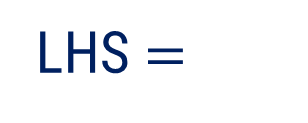 LHS =